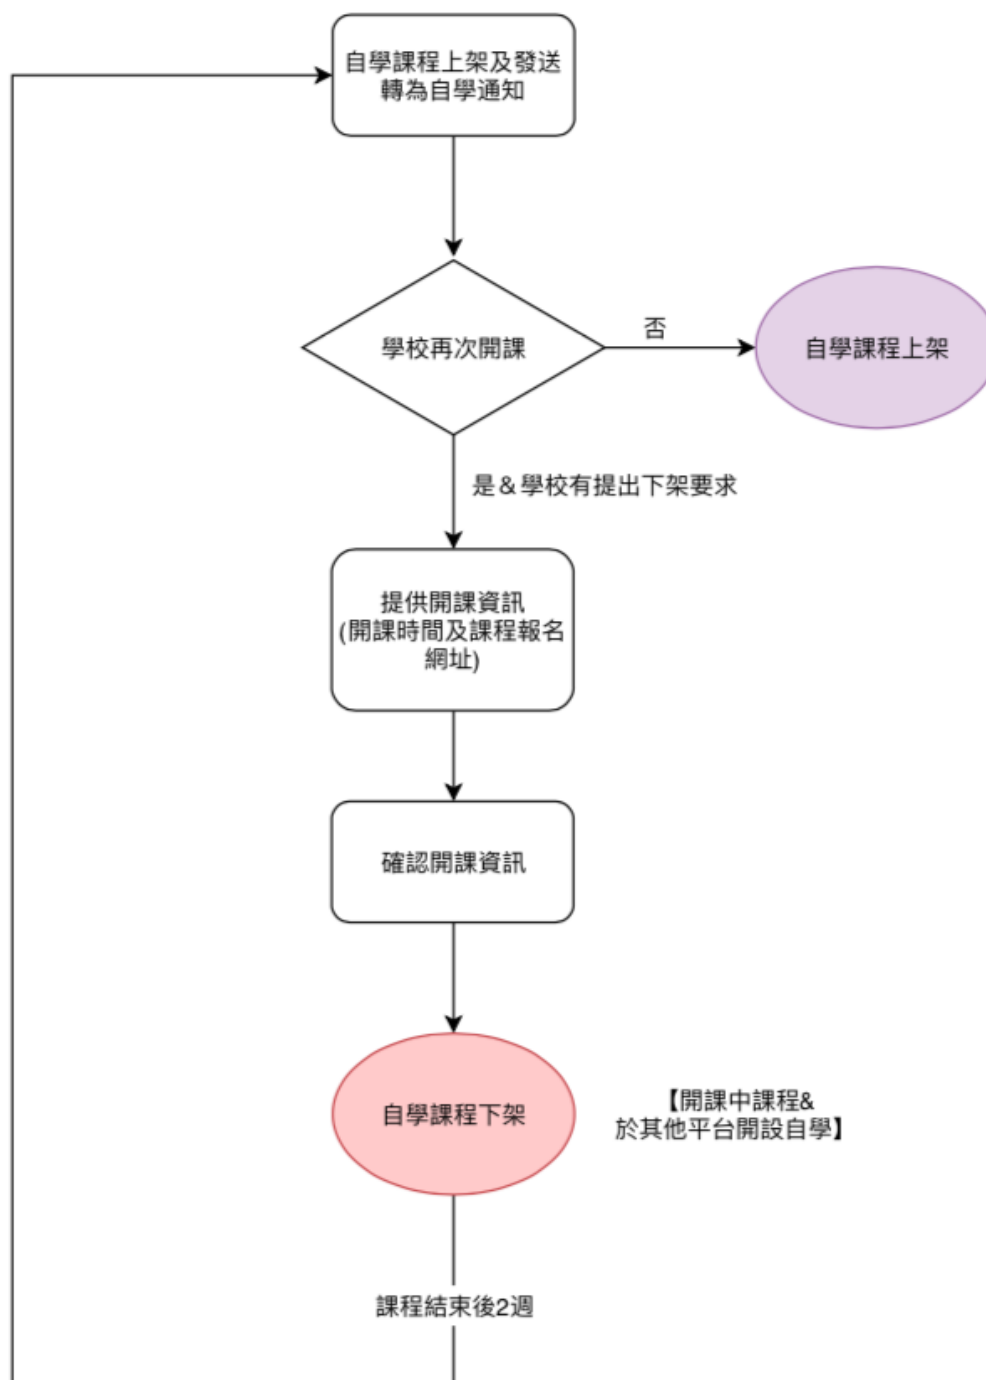 自學課程上架及發送
轉為自學通知
學校再次開課
否
自學課程上架
是＆學校有提出下架要求
提供開課資訊
(開課時間及課程報名
網址)
確認開課資訊
自學課程下架
【開課中課程&
於其他平台開設自學】
課程結束後2週